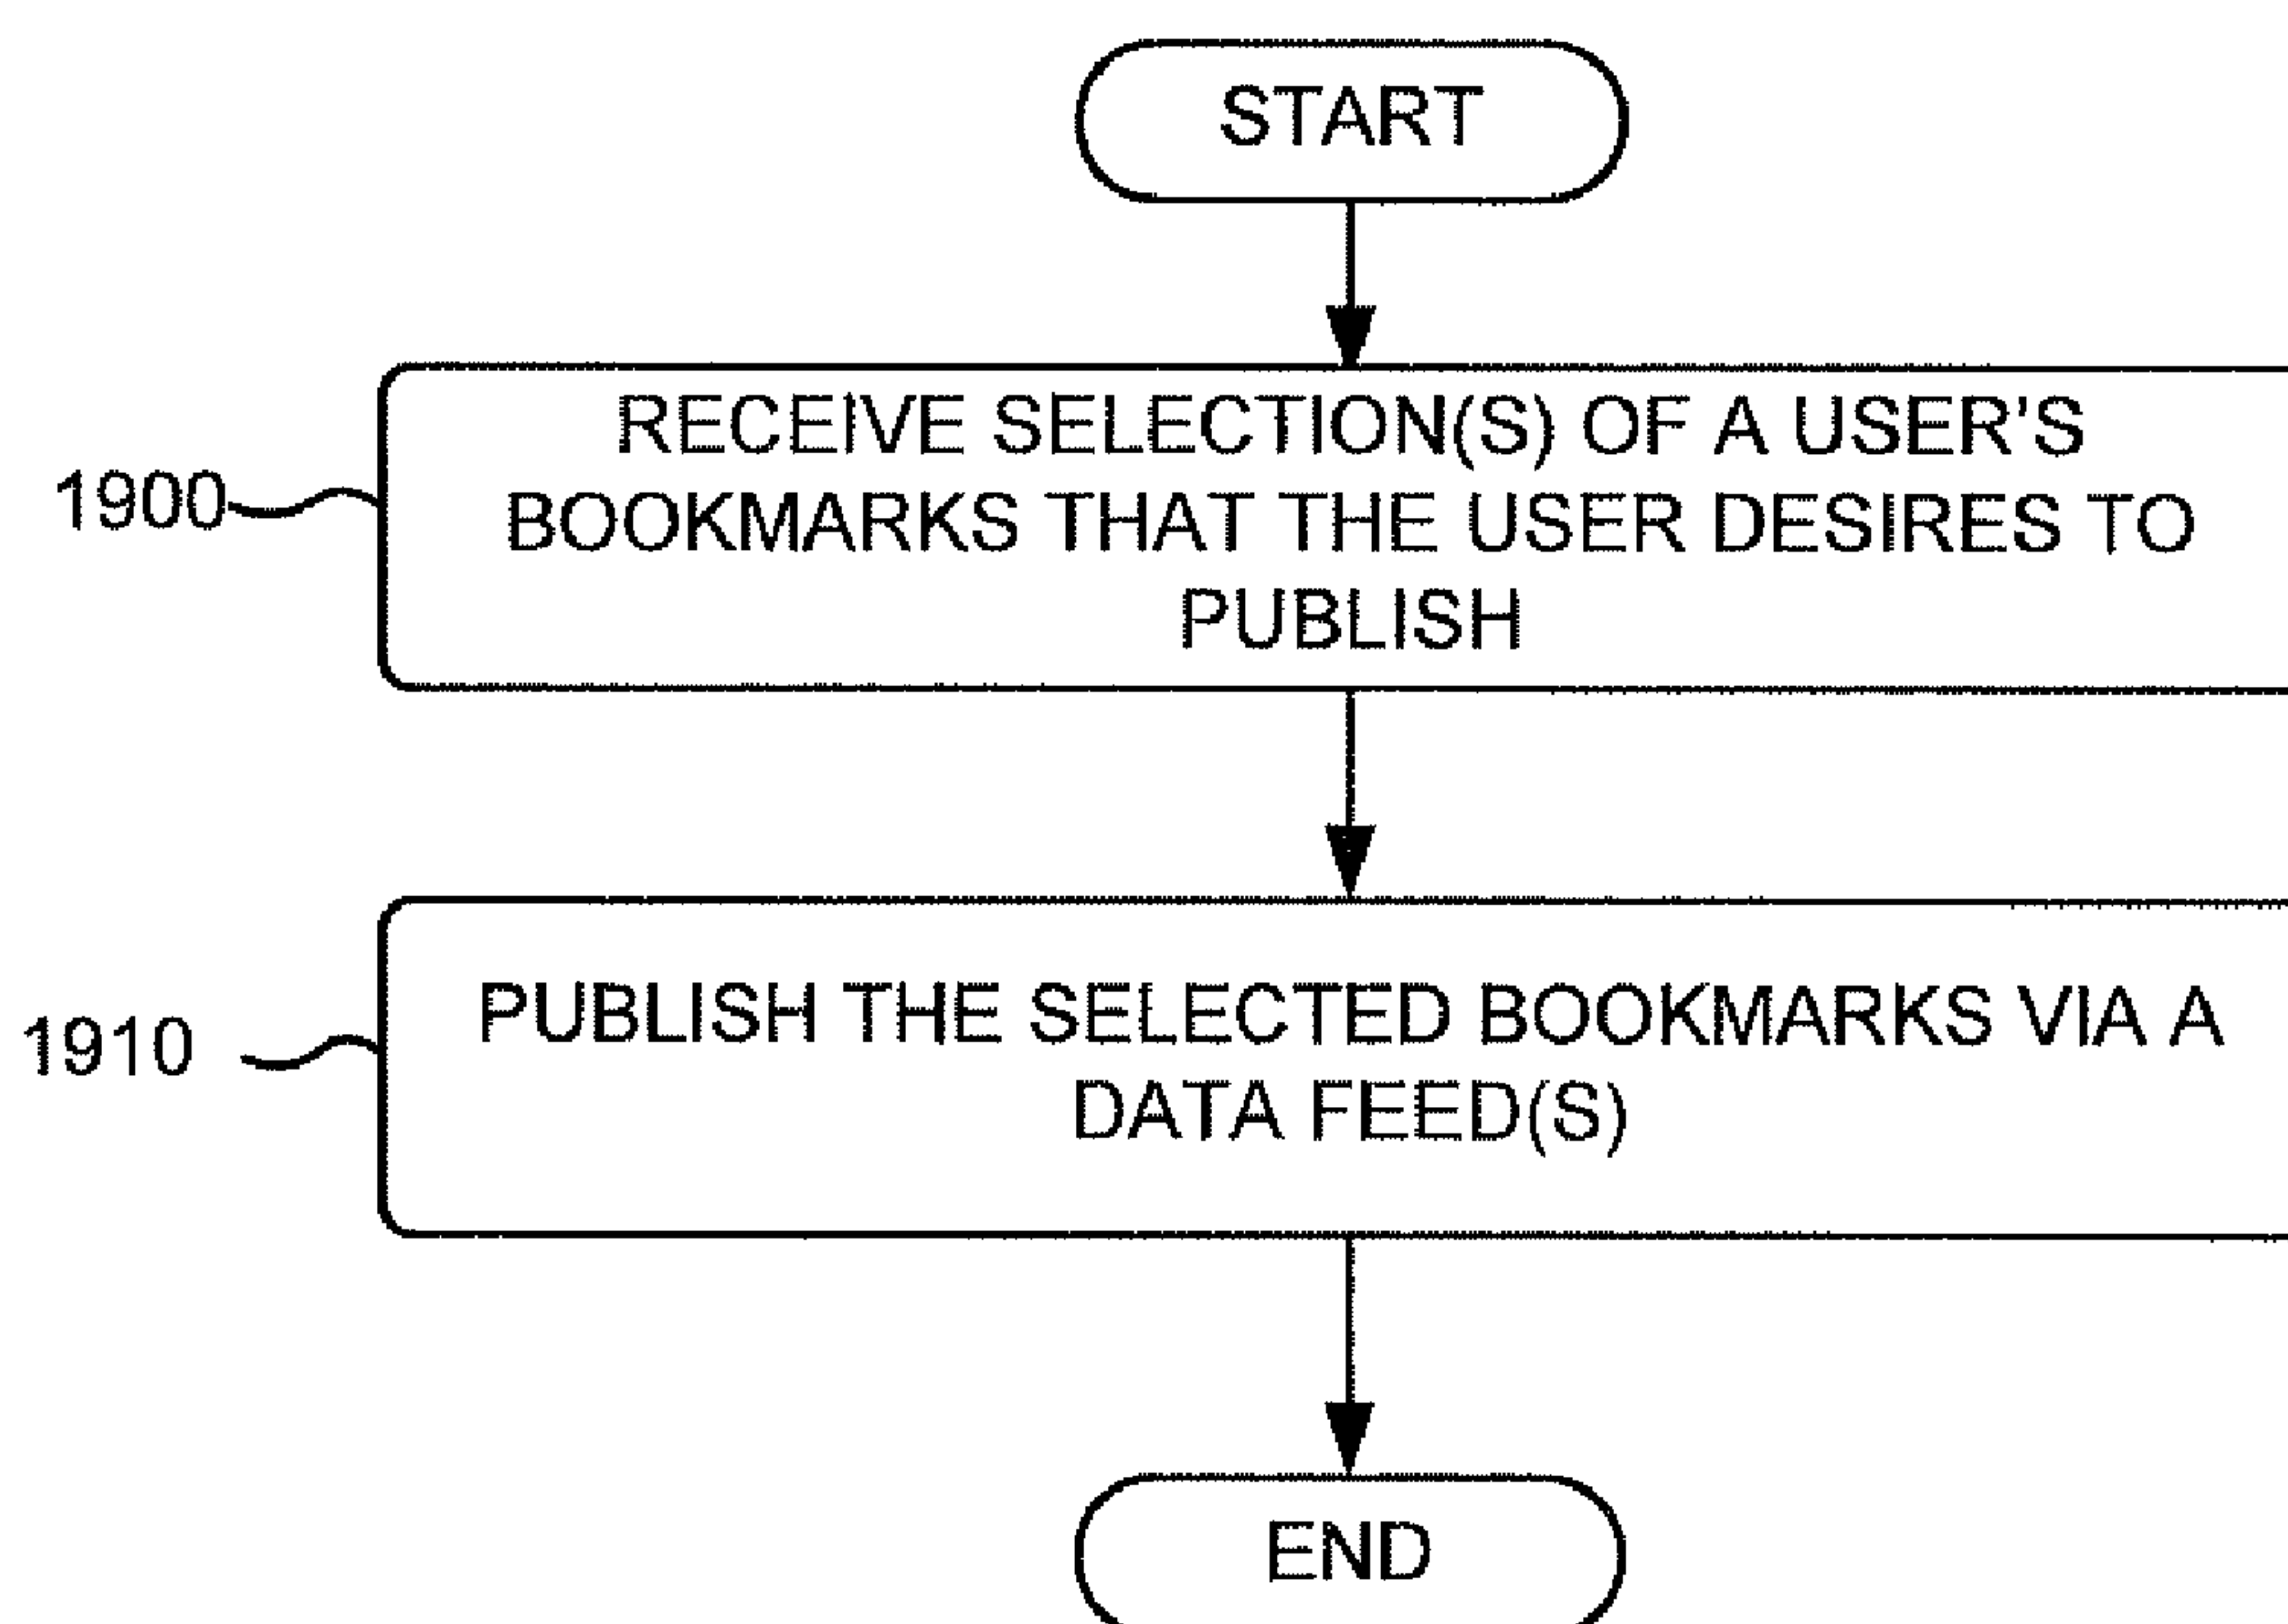 START
RECEIVE SELECTION(S) OF A USER'S
BOOKMARKS THAT THE USER DESIRES TO
PUBLISH
1900
PUBLISH THE SELECTED BOOKMARKS VIA A
DATA FEED(S)
1910
END